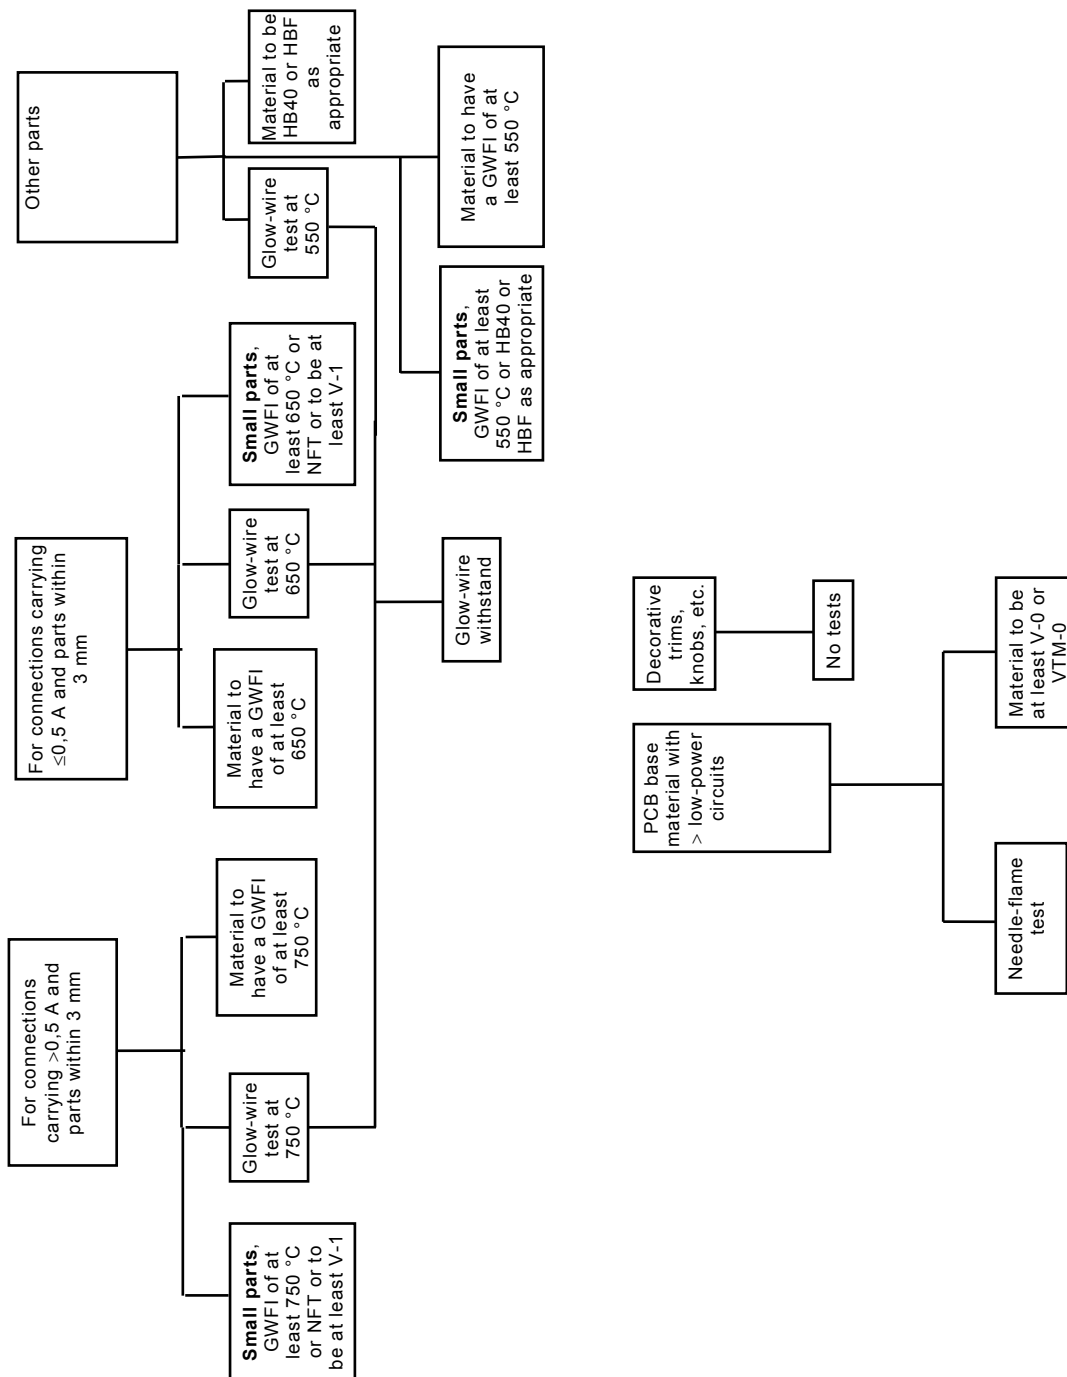 For connections
carrying >0,5 A and
parts within 3 mm
Small parts,
GWFI of at
least 750 °C
or NFT or to
be at least V-1
Glow-wire
test at
750 °C
Material to
have a GWFI
of at least
750 °C
For connections carrying
≤0,5 A and parts within
3 mm
Material to
have a GWFI
of at least
650 °C
Glow-wire
test at
650 °C
Small parts,
GWFI of at
least 650 °C or
NFT or to be at
least V-1
Other parts
Glow-wire
test at
550 °C
Material to be
HB40 or HBF
as
appropriate
Small parts,
GWFI of at least
550 °C or HB40 or
HBF as appropriate
Material to have
a GWFI of at
least 550 °C
Glow-wire
withstand
PCB base
material with
> low-power
circuits
Needle-flame
test
Material to be
at least V-0 or
VTM-0
Decorative
trims,
knobs, etc.
No tests